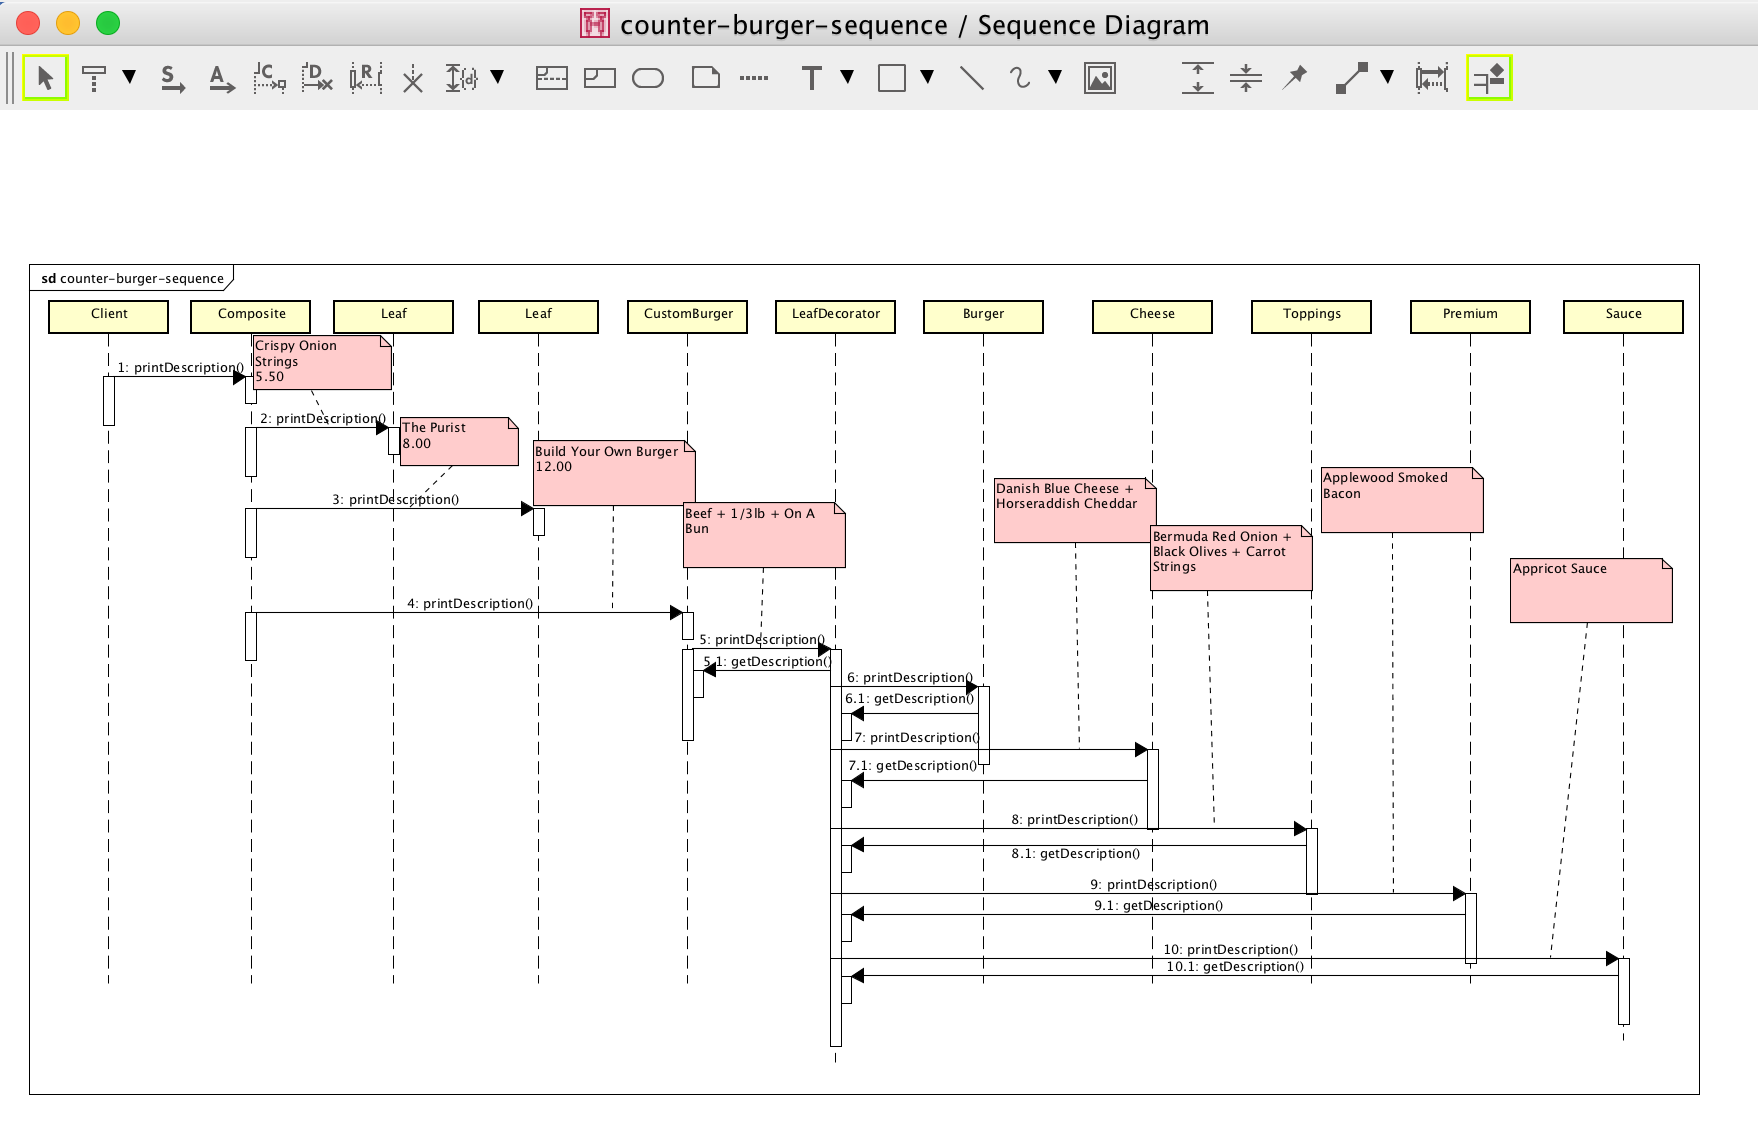 counter-burger-sequence / Sequence Diagram
S A C D R {d} T
sd counter-burger-sequence
Client
Composite
Leaf
Leaf
CustomBurger
LeafDecorator
Burger
Cheese
Toppings
Premium
Sauce
Crispy Onion
Strings
5.50
1: printDescription()
2: printDescription()
The Purist
8.00
Build Your Own Burger
12.00
3: printDescription()
Beef + 1/3lb + On A
Bun
Danish Blue Cheese +
Horseraddish Cheddar
Applewood Smoked
Bacon
Bermuda Red Onion +
Black Olives + Carrot
Strings
Appricot Sauce
4: printDescription()
5: printDescription()
5.1: getDescription()
6: printDescription()
6.1: getDescription()
7: printDescription()
7.1: getDescription()
8: printDescription()
8.1: getDescription()
9: printDescription()
9.1: getDescription()
10: printDescription()
10.1: getDescription()